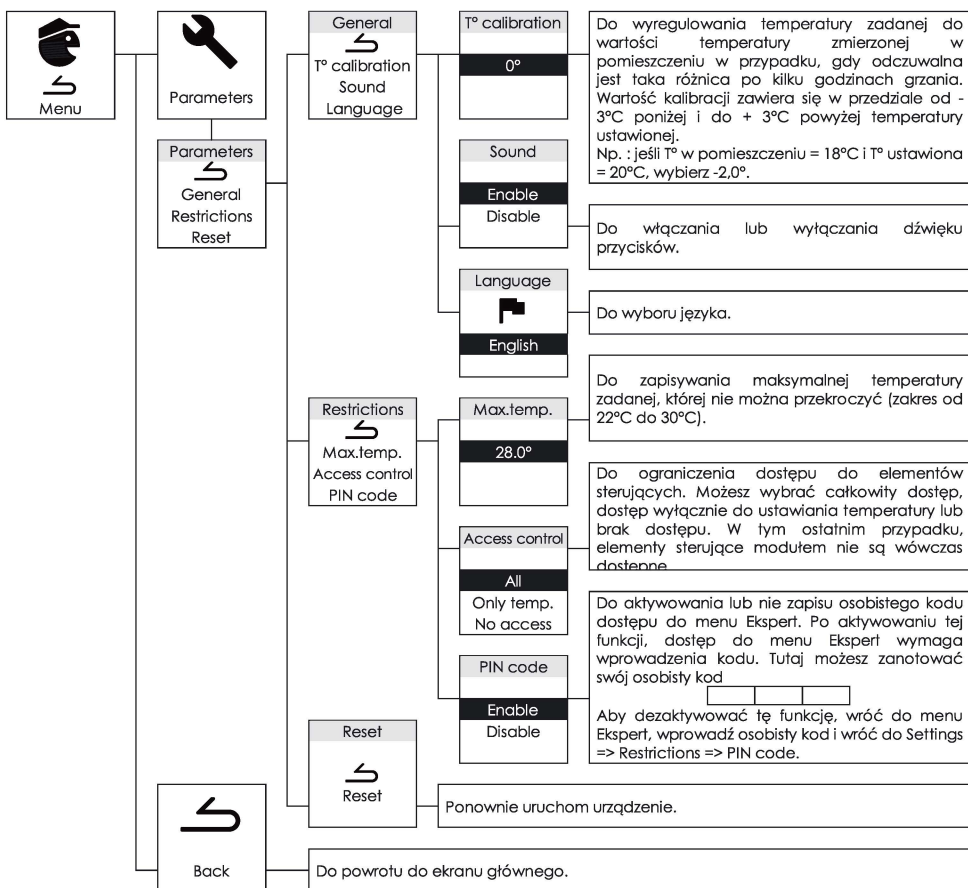 Menu
Parameters
Parameters
General
Restrictions
Reset
General
T° calibration
Sound
Language
T° calibration
0°
Do wyregulowania temperatury zadanej do
wartości temperatury zmierzonej w
pomieszczeniu w przypadku, gdy odczuwalna
jest taka różnica po kilku godzinach grzania.
Wartość kalibracji zawiera się w przedziale od -
3°C poniżej i do + 3°C powyżej temperatury
ustawionej.
Np. : jeśli T° w pomieszczeniu = 18°C i T° ustawiona
= 20°C, wybierz -2,0°.
Sound
Enable
Disable
Do włączania lub wyłączania dźwięku
przycisków.
Language
English
Do wyboru języka.
Restrictions
Max.temp.
Access control
PIN code
Max.temp.
28.0°
Do zapisywania maksymalnej temperatury
zadanej, której nie można przekroczyć (zakres od
22°C do 30°C).
Access control
All
Only temp.
No access
Do ograniczenia dostępu do elementów
sterujących. Możesz wybrać całkowity dostęp,
dostęp wyłącznie do ustawiania temperatury lub
brak dostępu. W tym ostatnim przypadku,
elementy sterujące modułem nie są wówczas
dostępne
PIN code
Enable
Disable
Do aktywowania lub nie zapisu osobistego kodu
dostępu do menu Ekspert. Po aktywowaniu tej
funkcji, dostęp do menu Ekspert wymaga
wprowadzenia kodu. Tutaj możesz zanotować
swój osobisty kod
Aby dezaktywować tę funkcję, wróć do menu
Ekspert, wprowadź osobisty kod i wróć do Settings
=> Restrictions => PIN code.
Reset
Reset
Ponownie uruchom urządzenie.
Back
Do powrotu do ekranu głównego.